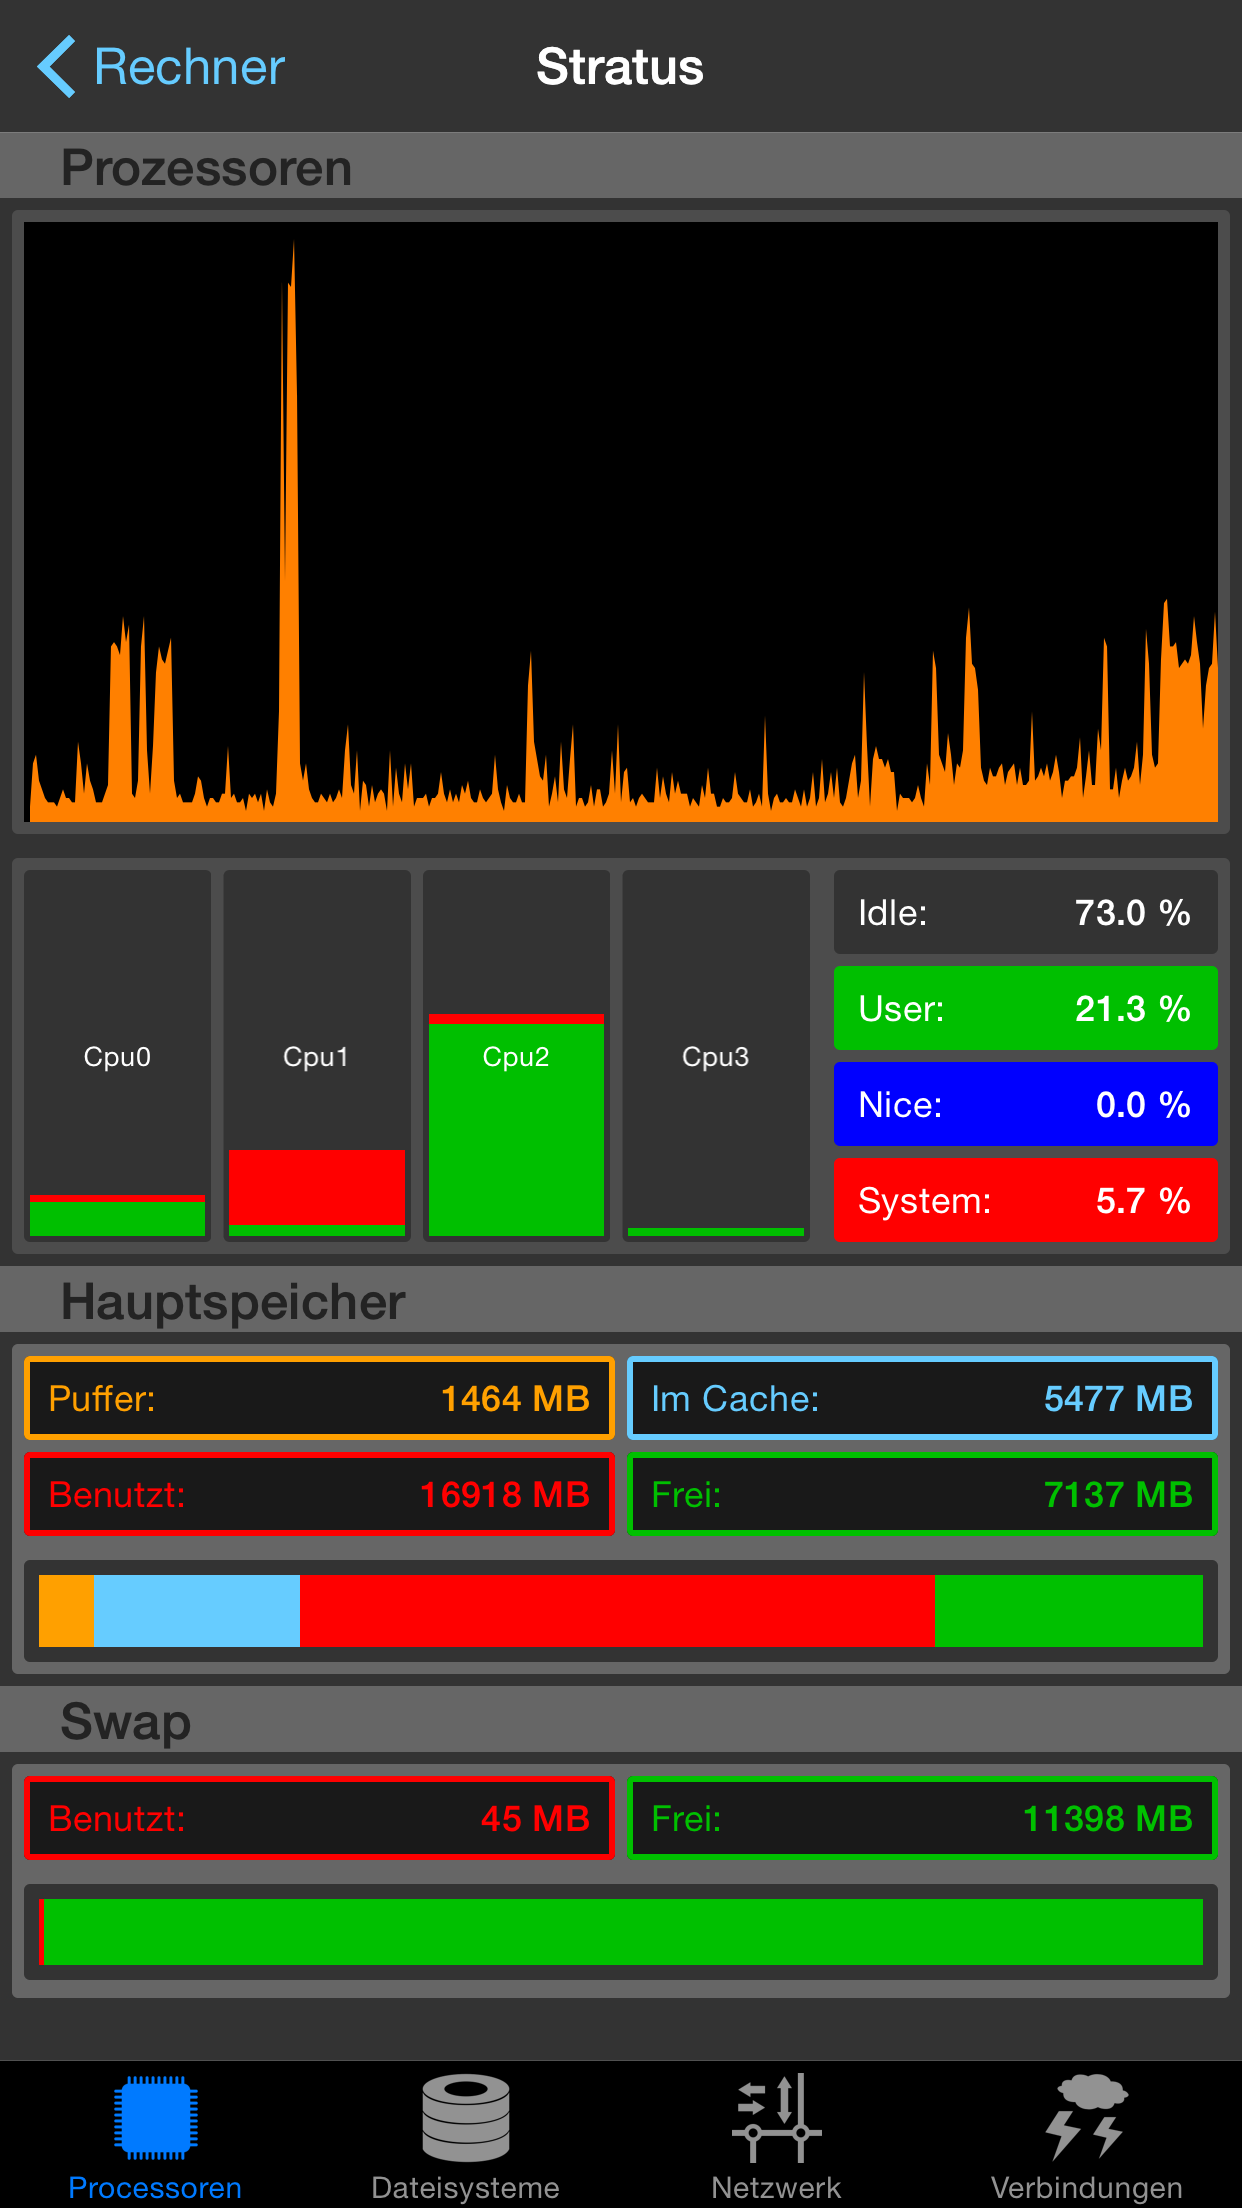 Rechner
Stratus
Prozessoren
Cpu0
Cpu1
Cpu2
Cpu3
Idle: 73.0 %
User: 21.3 %
Nice: 0.0 %
System: 5.7 %
Hauptspeicher
Puffer: 1464 MB
Im Cache: 5477 MB
Benutzt: 16918 MB
Frei: 7137 MB
Swap
Benutzt: 45 MB
Frei: 11398 MB
Processoren
Dateisysteme
Netzwerk
Verbindungen